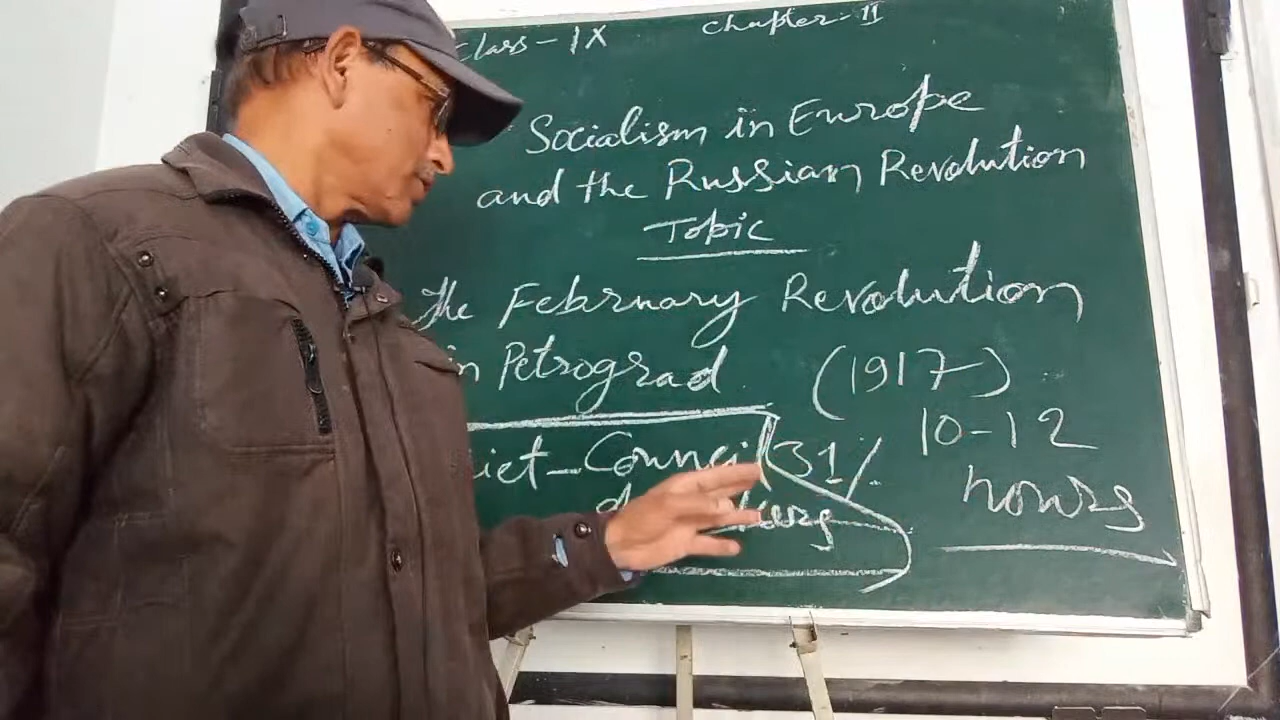 Class - IX Chapter - II
Socialism in Europe
and the Russian Revolution
Topic
The February Revolution
in Petrograd (1917)
Council 31%
10-12
hours